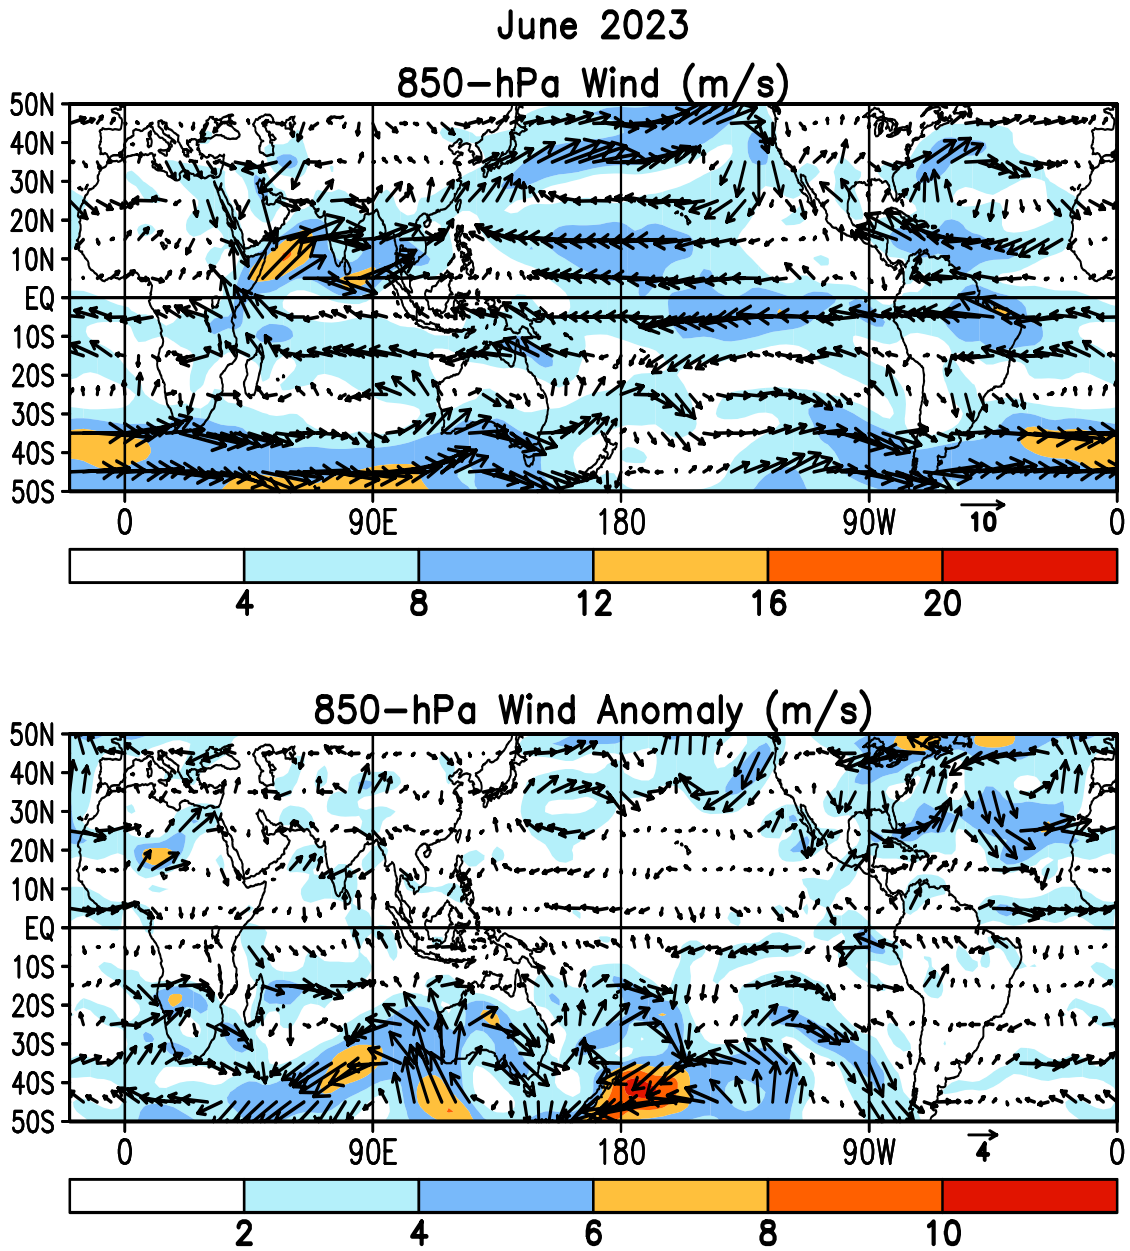 June 2023
850-hPa Wind (m/s)
50N
40N
30N
20N
10N
EQ
10S
20S
30S
40S
50S
0 90E 180 90W 0
10
4 8 12 16 20
850-hPa Wind Anomaly (m/s)
50N
40N
30N
20N
10N
EQ
10S
20S
30S
40S
50S
0 90E 180 90W 0
4
2 4 6 8 10